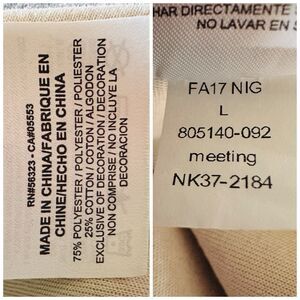 RN#56323 - CA#05553
MADE IN CHINA/FABRIQUE EN
CHINE/HECHO EN CHINA
75% POLYESTER / POLYESTER / POLIESTER
25% COTTON / COTON / ALGODON
EXCLUSIVE OF DECORATION / DECORATION
NON COMPRISE / NO INCLUYE LA
DECORACION
HAR DIRECTAMENTE
NO LAVAR EN S
FA17 NIG
L
805140-092
meeting
NK37-2184